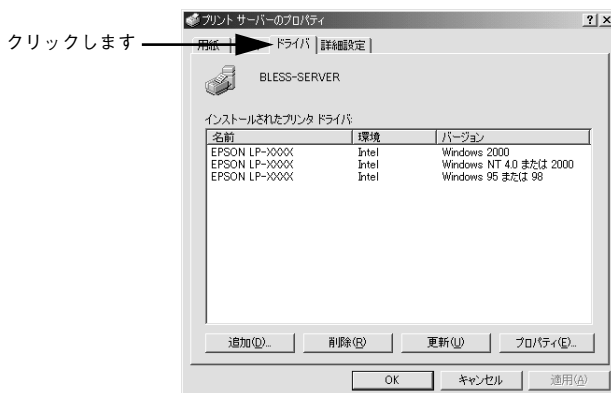 プリント サーバーのプロパティ
クリックします
用紙 ドライバ 詳細設定
BLESS-SERVER
インストールされたプリンタ ドライバ:
名前 環境 バージョン
EPSON LP-XXXX Intel Windows 2000
EPSON LP-XXXX Intel Windows NT 4.0 または 2000
EPSON LP-XXXX Intel Windows 95 または 98
追加(D)... 削除(R) 更新(U) プロパティ(E)...
OK キャンセル 適用(A)